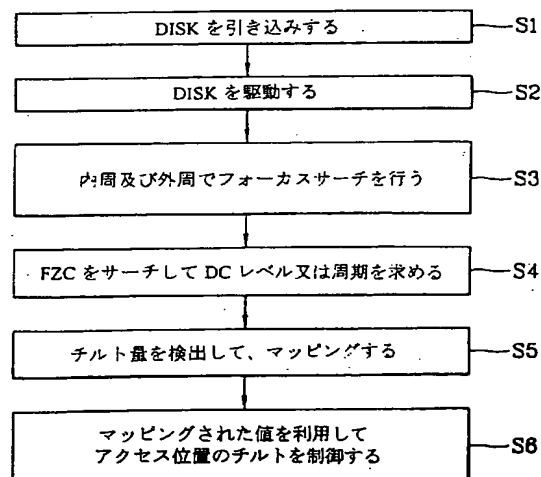 DISK を引き込みする
S1
DISK を駆動する
S2
内周及び外周でフォーカスサーチを行う
S3
FZC をサーチして DC レベル又は周期を求める
S4
チルト量を検出して、マッピングする
S5
マッピングされた値を利用して
アクセス位置のチルトを制御する
S6